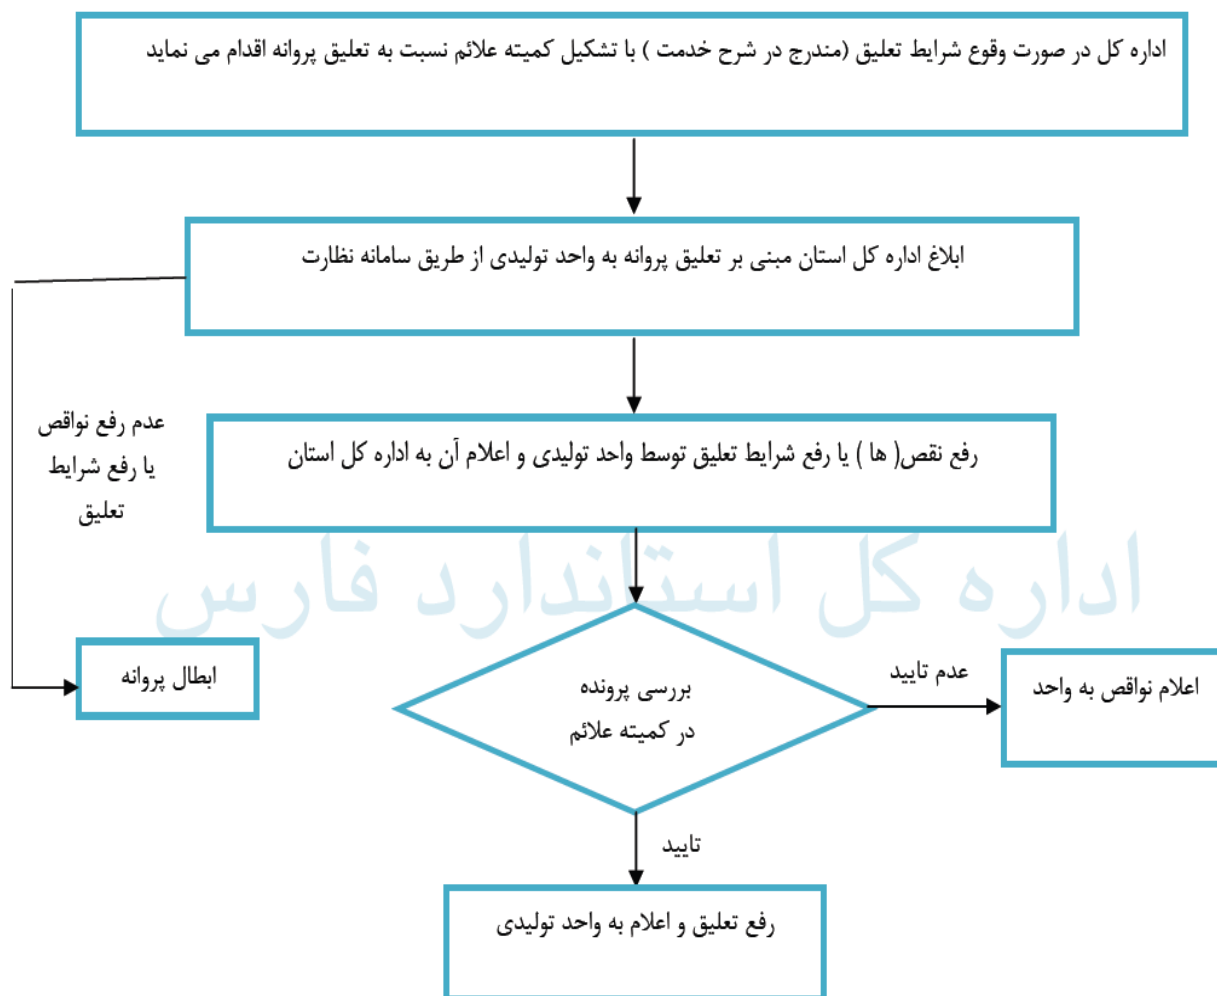 اداره کل در صورت وقوع شرایط تعلیق (مندرج در شرح خدمت ) با تشکیل کمیته علائم نسبت به تعلیق پروانه اقدام می نماید
ابلاغ اداره کل استان مبنی بر تعلیق پروانه به واحد تولیدی از طریق سامانه نظارت
رفع نقص( ها ) یا رفع شرایط تعلیق توسط واحد تولیدی و اعلام آن به اداره کل استان
عدم رفع نواقص
یا رفع شرایط
تعلیق
اداره کل استاندارد فارس
ابطال پروانه
بررسی پرونده
در کمیته علائم
عدم تایید
اعلام نواقص به واحد
تایید
رفع تعلیق و اعلام به واحد تولیدی